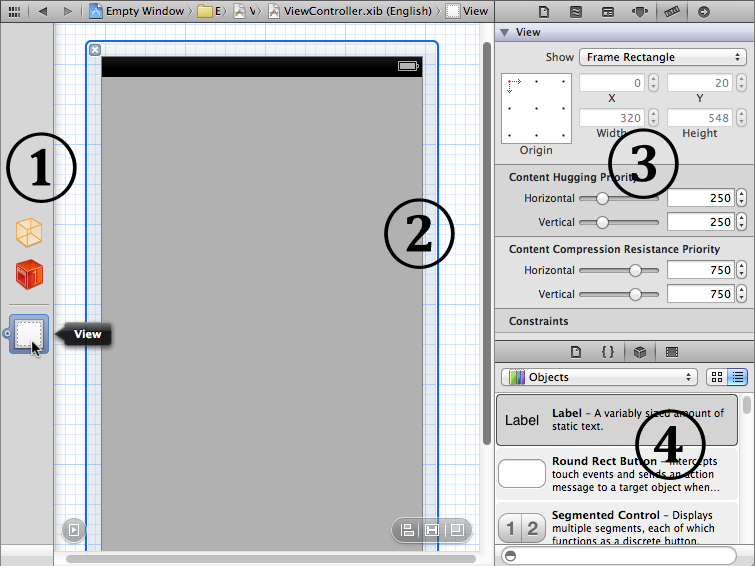 Empty Window
E
V
ViewController.xib (English)
View
View
Show
Frame Rectangle
0
20
X
Y
320
548
Width
Height
Origin
Content Hugging Priority
Horizontal
250
Vertical
250
Content Compression Resistance Priority
Horizontal
750
Vertical
750
Constraints
1
2
3
4
View
{ }
Objects
Label
Label – A variably sized amount of
static text.
Round Rect Button – Intercepts
touch events and sends an action
message to a target object when...
1 2
Segmented Control – Displays
multiple segments, each of which
functions as a discrete button.